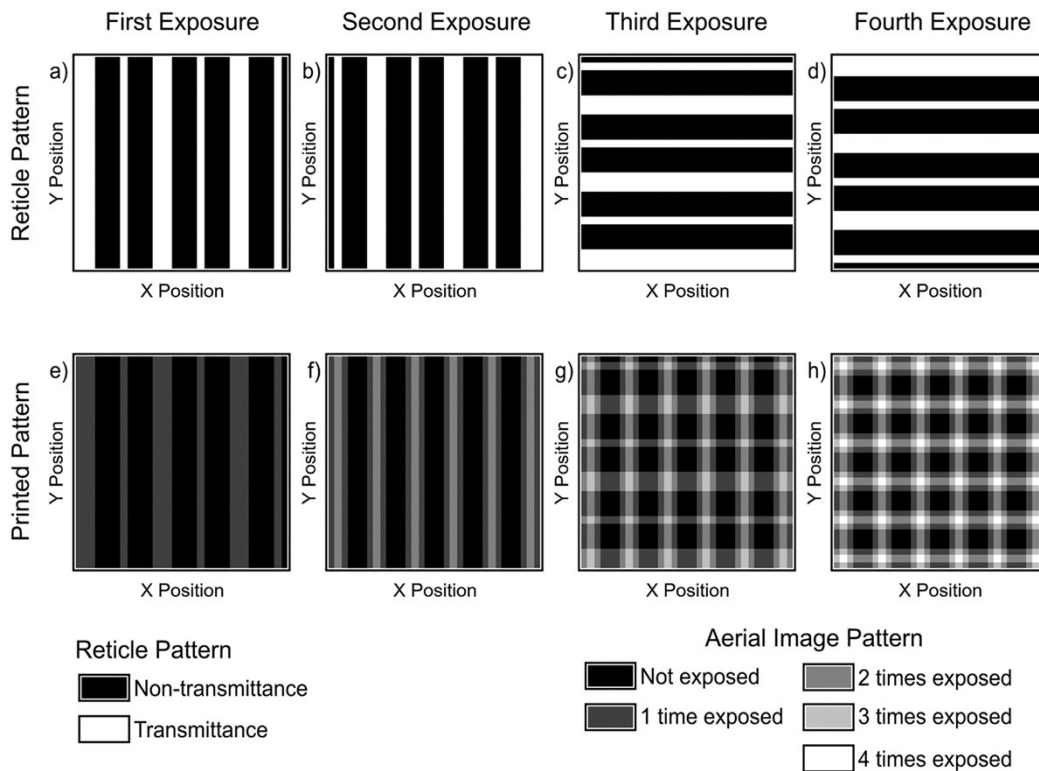 First Exposure
Second Exposure
Third Exposure
Fourth Exposure
Reticle Pattern
a)
Y Position
X Position
b)
Y Position
X Position
c)
Y Position
X Position
d)
Y Position
X Position
Printed Pattern
e)
Y Position
X Position
f)
Y Position
X Position
g)
Y Position
X Position
h)
Y Position
X Position
Reticle Pattern
Non-transmittance
Transmittance
Aerial Image Pattern
Not exposed
1 time exposed
2 times exposed
3 times exposed
4 times exposed